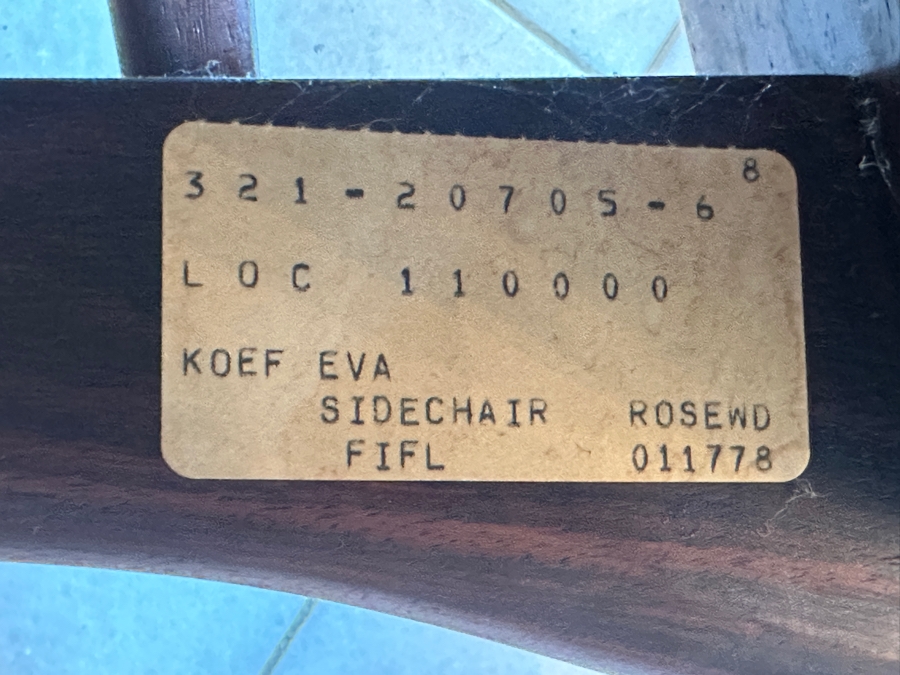 8
321-20705-6
LOC 110000
KOEF EVA
SIDECHAIR ROSEWD
FIFL 011778